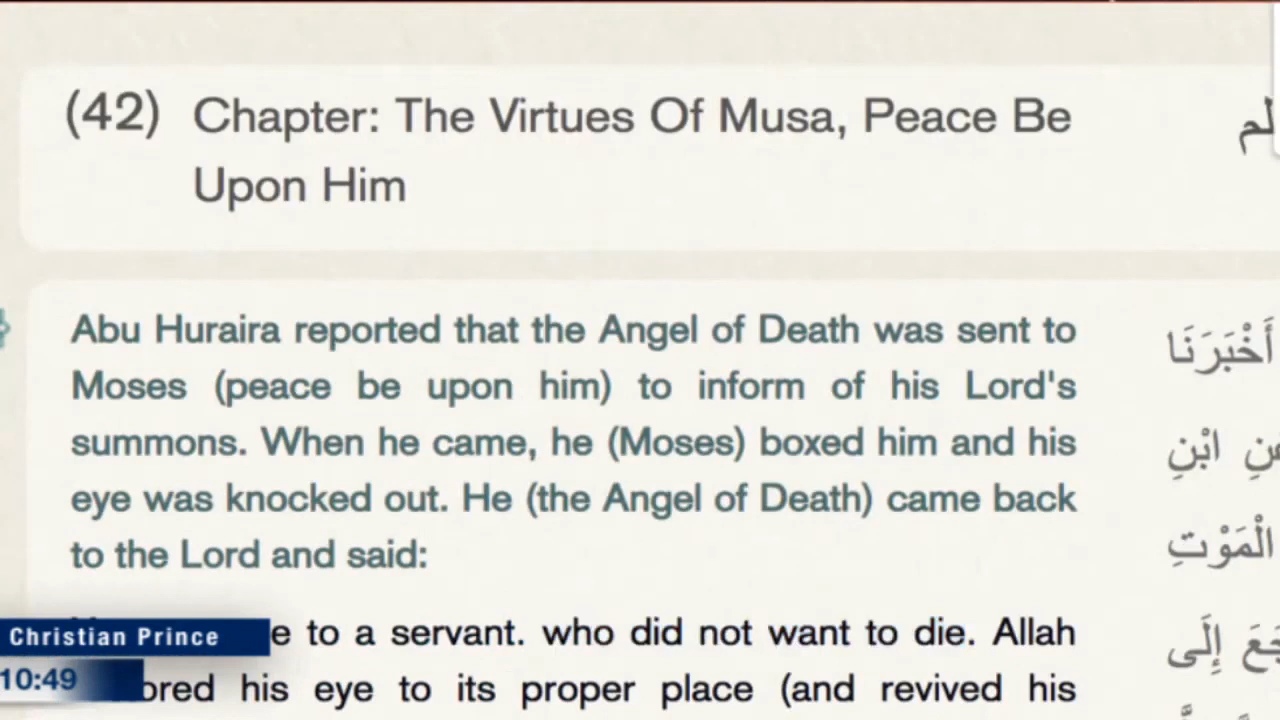 (42) Chapter: The Virtues Of Musa, Peace Be
Upon Him
Abu Huraira reported that the Angel of Death was sent to
Moses (peace be upon him) to inform of his Lord's
summons. When he came, he (Moses) boxed him and his
eye was knocked out. He (the Angel of Death) came back
to the Lord and said:
to a servant. who did not want to die. Allah
his eye to its proper place (and revived his
أَخْبَرَنَا
ابْنِ
الْمَوْتِ
إِلَى
Christian Prince
10:49